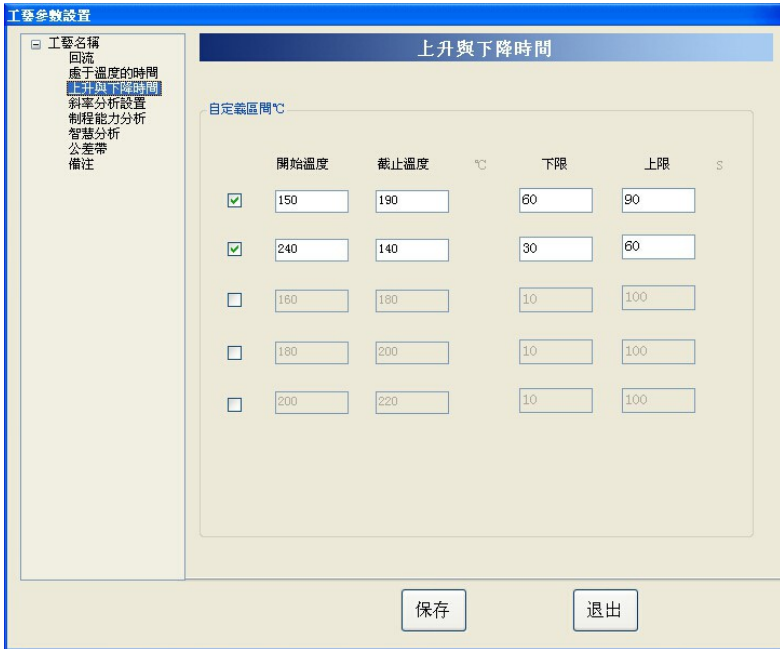 工藝參數設置
工藝名稱
回流
處于溫度的時間
上升與下降時間
斜率分析設置
制程能力分析
智慧分析
公差帶
備注
上升與下降時間
自定義區間℃
開始溫度 截止溫度 ℃ 下限 上限 S
150 190 60 90
240 140 30 60
160 180 10 100
180 200 10 100
200 220 10 100
保存 退出